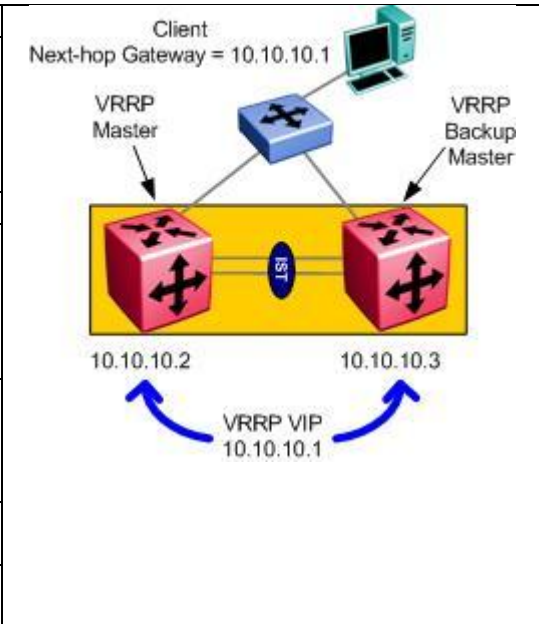 Client
Next-hop Gateway = 10.10.10.1
VRRP
Master
VRRP
Backup
Master
IST
10.10.10.2
10.10.10.3
VRRP VIP
10.10.10.1